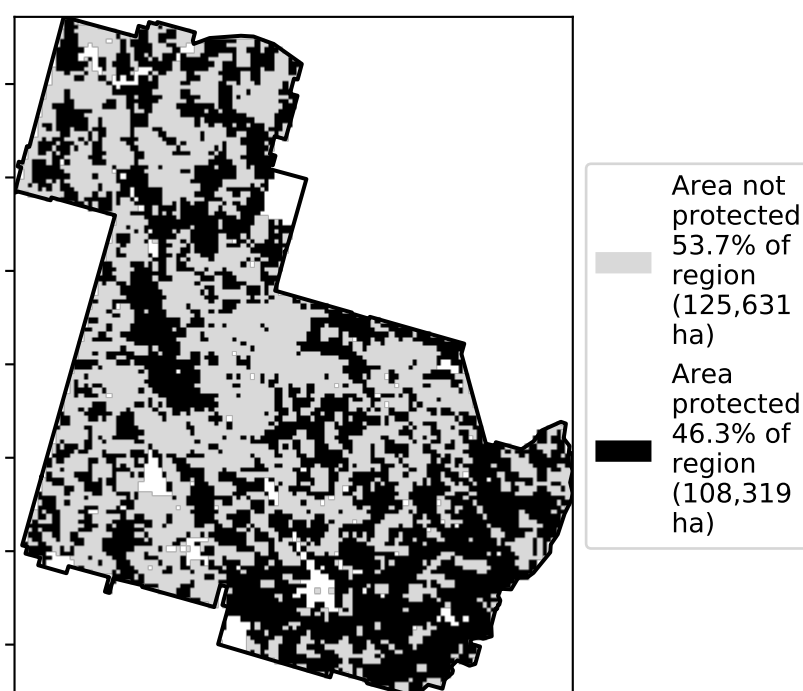 Area not
protected
53.7% of
region
(125,631
ha)
Area
protected
46.3% of
region
(108,319
ha)